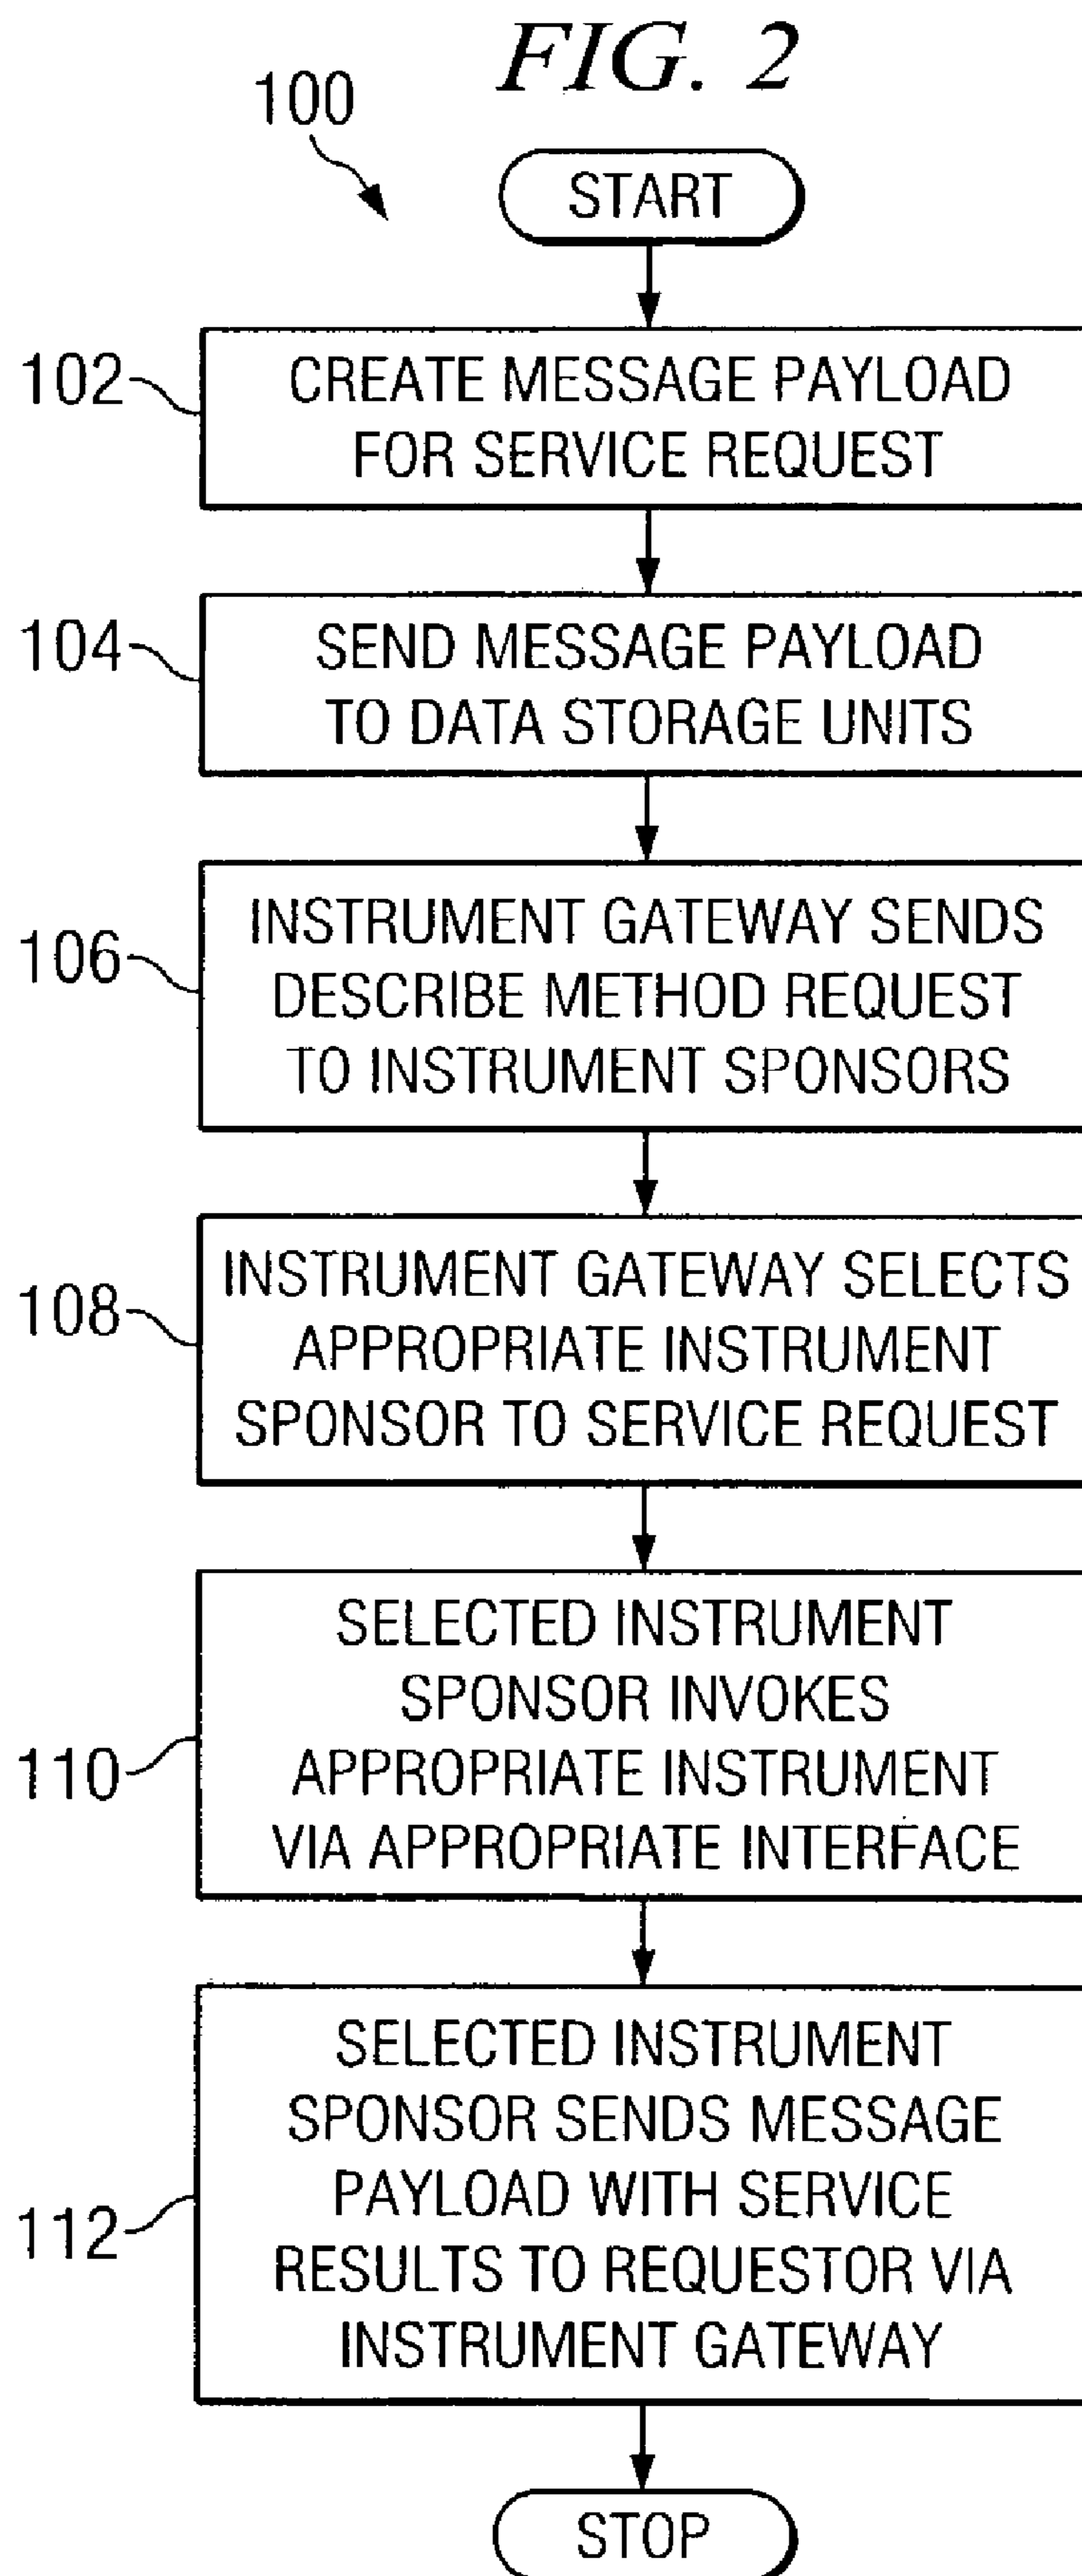 FIG. 2
100
START
102
CREATE MESSAGE PAYLOAD
FOR SERVICE REQUEST
104
SEND MESSAGE PAYLOAD
TO DATA STORAGE UNITS
106
INSTRUMENT GATEWAY SENDS
DESCRIBE METHOD REQUEST
TO INSTRUMENT SPONSORS
108
INSTRUMENT GATEWAY SELECTS
APPROPRIATE INSTRUMENT
SPONSOR TO SERVICE REQUEST
110
SELECTED INSTRUMENT
SPONSOR INVOKES
APPROPRIATE INSTRUMENT
VIA APPROPRIATE INTERFACE
112
SELECTED INSTRUMENT
SPONSOR SENDS MESSAGE
PAYLOAD WITH SERVICE
RESULTS TO REQUESTOR VIA
INSTRUMENT GATEWAY
STOP